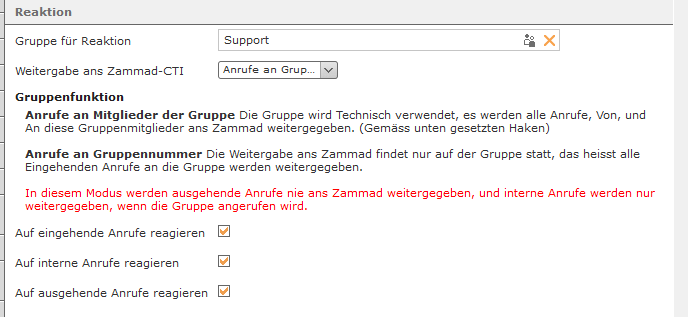 Reaktion
Gruppe für Reaktion Support
Weitergabe ans Zammad-CTI Anrufe an Grup...
Gruppenfunktion
Anrufe an Mitglieder der Gruppe Die Gruppe wird Technisch verwendet, es werden alle Anrufe, Von, und
An diese Gruppenmitglieder ans Zammad weitergegeben. (Gemäss unten gesetzten Haken)
Anrufe an Gruppennummer Die Weitergabe ans Zammad findet nur auf der Gruppe statt, das heisst alle
Eingehenden Anrufe an die Gruppe werden weitergegeben.
In diesem Modus werden ausgehende Anrufe nie ans Zammad weitergegeben, und interne Anrufe werden nur
weitergegeben, wenn die Gruppe angerufen wird.
Auf eingehende Anrufe reagieren
Auf interne Anrufe reagieren
Auf ausgehende Anrufe reagieren